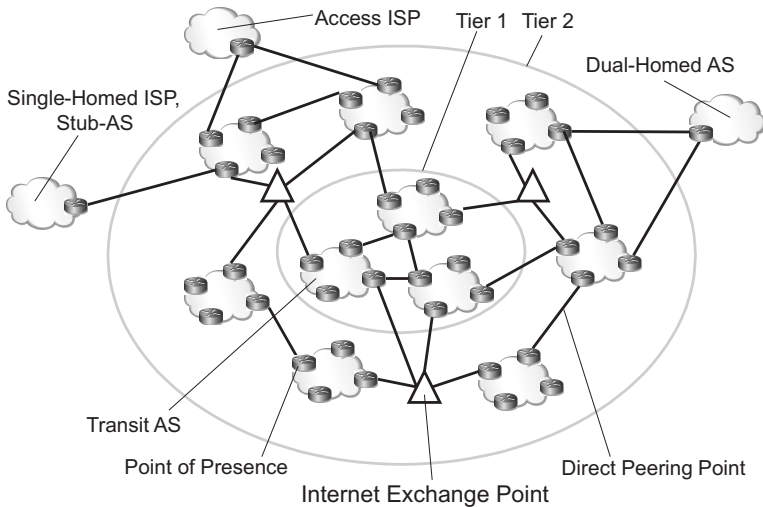 Access ISP
Tier 1
Tier 2
Dual-Homed AS
Single-Homed ISP,
Stub-AS
Transit AS
Point of Presence
Internet Exchange Point
Direct Peering Point